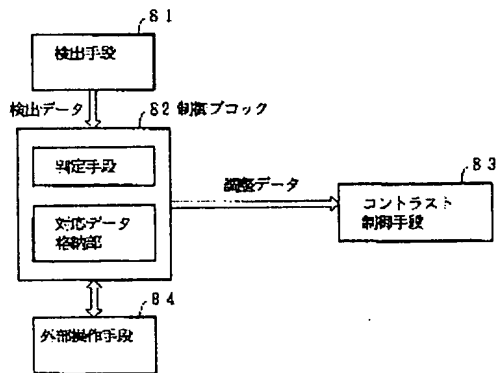 81
検出手段
検出データ
82 制御ブロック
判定手段
対応データ
格納部
調整データ
83
コントラスト
制御手段
84
外部操作手段